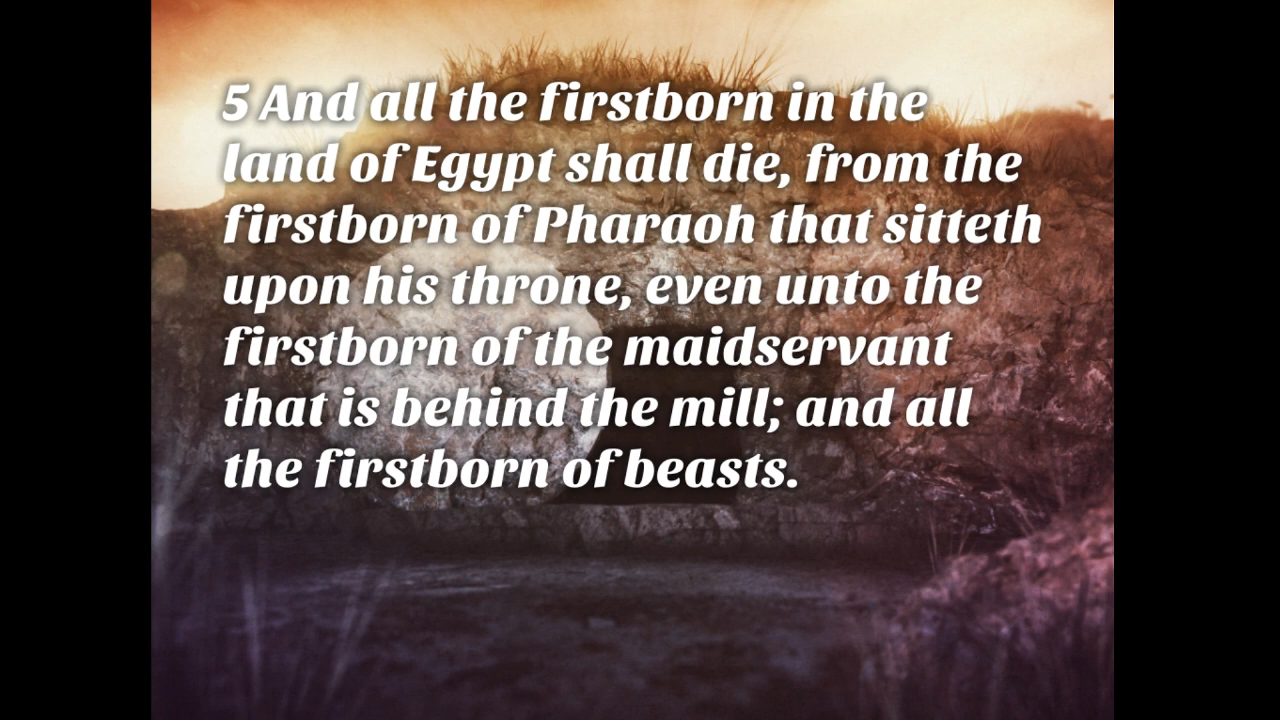 5 And all the firstborn in the
land of Egypt shall die, from the
firstborn of Pharaoh that sitteth
upon his throne, even unto the
firstborn of the maidservant
that is behind the mill; and all
the firstborn of beasts.